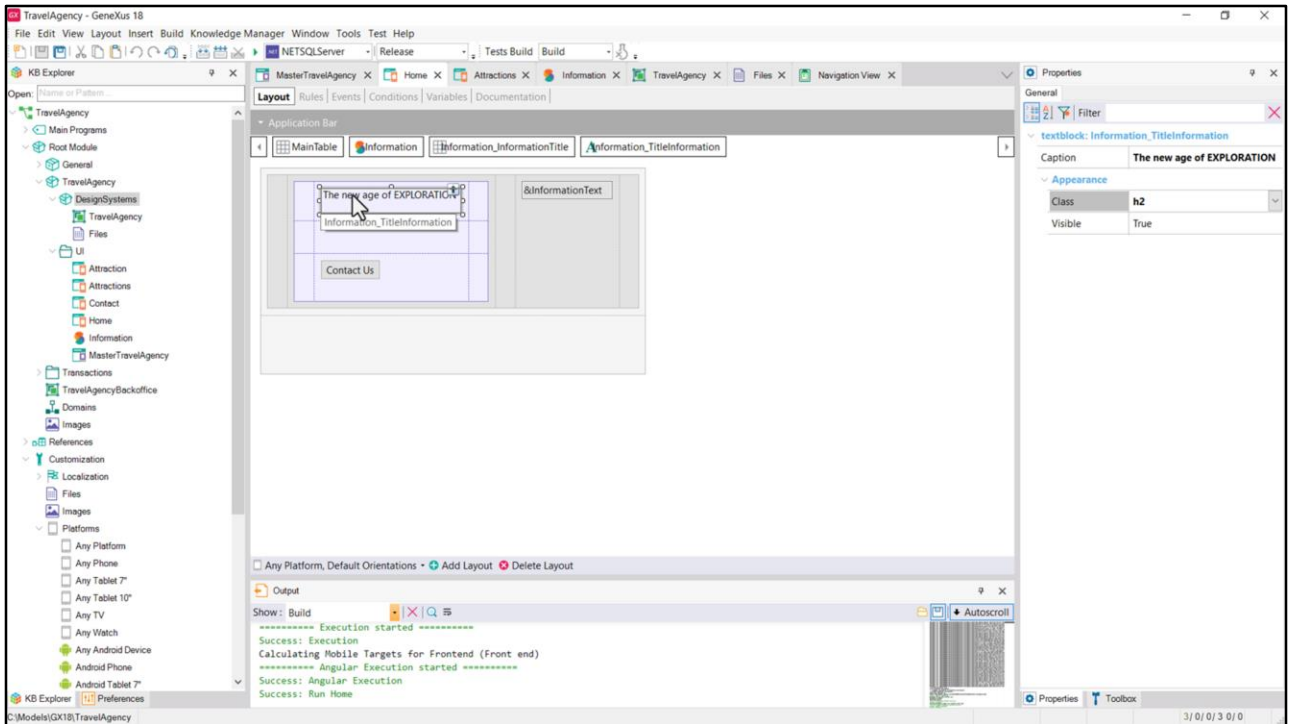 TravelAgency - GeneXus 18
File Edit View Layout Insert Build Knowledge Manager Window Tools Test Help
NETSQLServer Release Tests Build Build
KB Explorer
Open: Name or Pattern...
TravelAgency
Main Programs
Root Module
General
TravelAgency
DesignSystems
TravelAgency
Files
UI
Attraction
Attractions
Contact
Home
Information
MasterTravelAgency
Transactions
TravelAgencyBackoffice
Domains
Images
References
Customization
Localization
Files
Images
Platforms
Any Platform
Any Phone
Any Tablet 7"
Any Tablet 10"
Any TV
Any Watch
Any Android Device
Android Phone
Android Tablet 7"
KB Explorer Preferences
MasterTravelAgency Home Attractions Information TravelAgency Files Navigation View
Layout Rules Events Conditions Variables Documentation
Application Bar
MainTable Information Information_InformationTitle Information_TitleInformation
The new age of EXPLORATION
&InformationText
Information_TitleInformation
Contact Us
Any Platform, Default Orientations Add Layout Delete Layout
Output
Show: Build Autoscroll
========== Execution started ==========
Success: Execution
Calculating Mobile Targets for Frontend (Front end)
========== Angular Execution started ==========
Success: Angular Execution
Success: Run Home
Properties
General
Filter
textblock: Information_TitleInformation
Caption The new age of EXPLORATION
Appearance
Class h2
Visible True
Properties Toolbox
C:\Models\GX18\TravelAgency
3/0/0/3 0/0